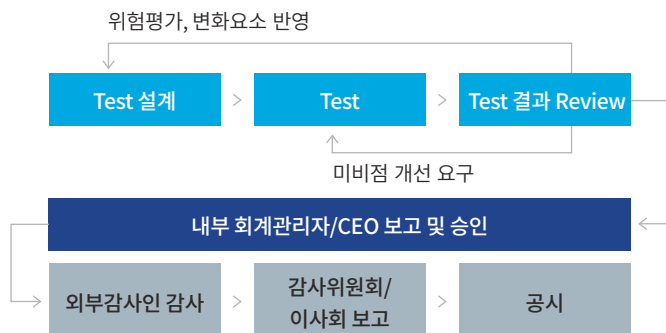 위험평가, 변화요소 반영
Test 설계 > Test > Test 결과 Review
미비점 개선 요구
내부 회계관리자/CEO 보고 및 승인
외부감사인 감사 > 감사위원회/ 이사회 보고 > 공시